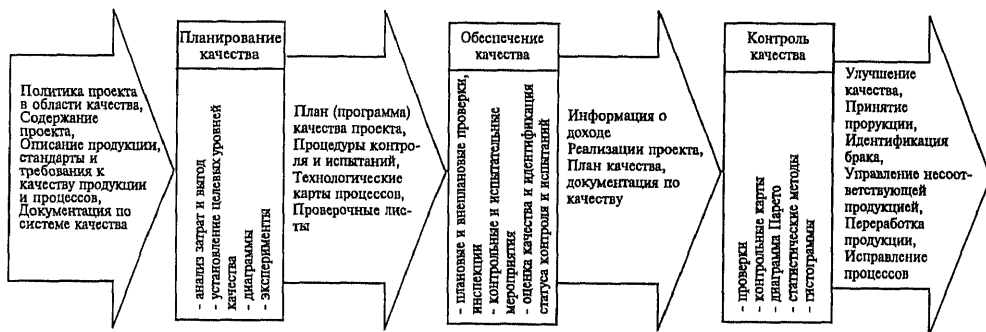 Политика проекта
в области качества,
Содержание
проекта,
Описание продукции,
стандарты и
требования к
качеству продукции
и процессов,
Документация по
системе качества
Планирование
качества
- анализ затрат и выгод
- установление целевых уровней
качества
- диаграммы
- эксперименты
План (программа)
качества проекта,
Процедуры контро-
ля и испытаний,
Технологические
карты процессов,
Проверочные лис-
ты
Обеспечение
качества
- плановые и внеплановые проверки,
инспекции
- контрольные и испытательные
мероприятия
- оценка качества и идентификация
статуса контроля и испытаний
Информация о
доходе
Реализации проекта,
План качества,
документация по
качеству
Контроль
качества
- проверки
- контрольные карты
- диаграмма Парето
- статистические методы
- гистограммы
Улучшение
качества,
Принятие
прорукции,
Идентификация
брака,
Управление несоот-
ветствующей
продукцией,
Переработка
продукции,
Исправление
процессов